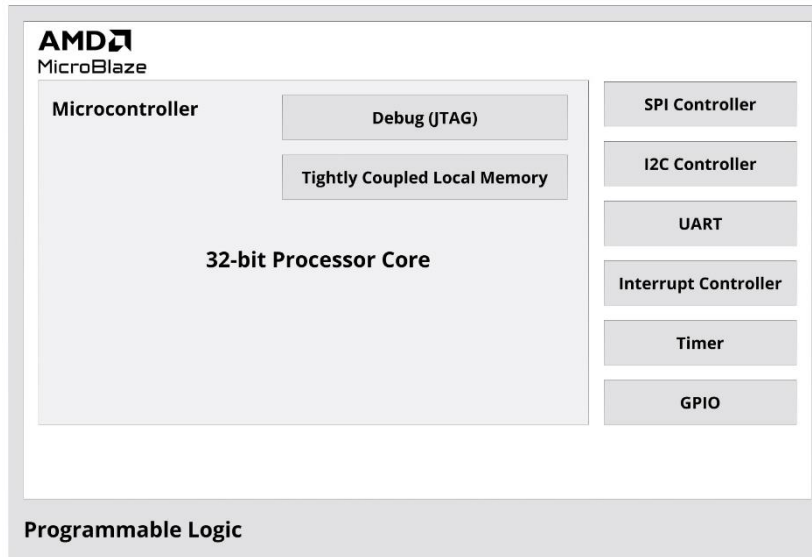 AMD
MicroBlaze
Microcontroller
Debug (JTAG)
Tightly Coupled Local Memory
32-bit Processor Core
SPI Controller
I2C Controller
UART
Interrupt Controller
Timer
GPIO
Programmable Logic